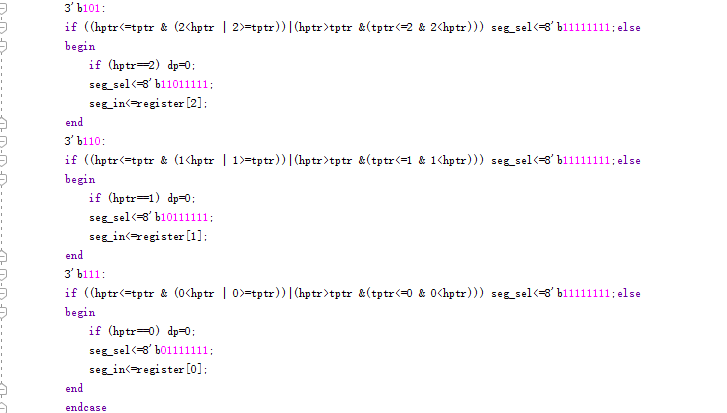 3'b101:
if ((hptr<=tptr & (2<hptr | 2>=tptr))|(hptr>tptr &(tptr<=2 & 2<hptr))) seg_sel<=8'b11111111;else
begin
if (hptr==2) dp=0;
seg_sel<=8'b11011111;
seg_in<=register[2];
end
3'b110:
if ((hptr<=tptr & (1<hptr | 1>=tptr))|(hptr>tptr &(tptr<=1 & 1<hptr))) seg_sel<=8'b11111111;else
begin
if (hptr==1) dp=0;
seg_sel<=8'b10111111;
seg_in<=register[1];
end
3'b111:
if ((hptr<=tptr & (0<hptr | 0>=tptr))|(hptr>tptr &(tptr<=0 & 0<hptr))) seg_sel<=8'b11111111;else
begin
if (hptr==0) dp=0;
seg_sel<=8'b01111111;
seg_in<=register[0];
end
endcase